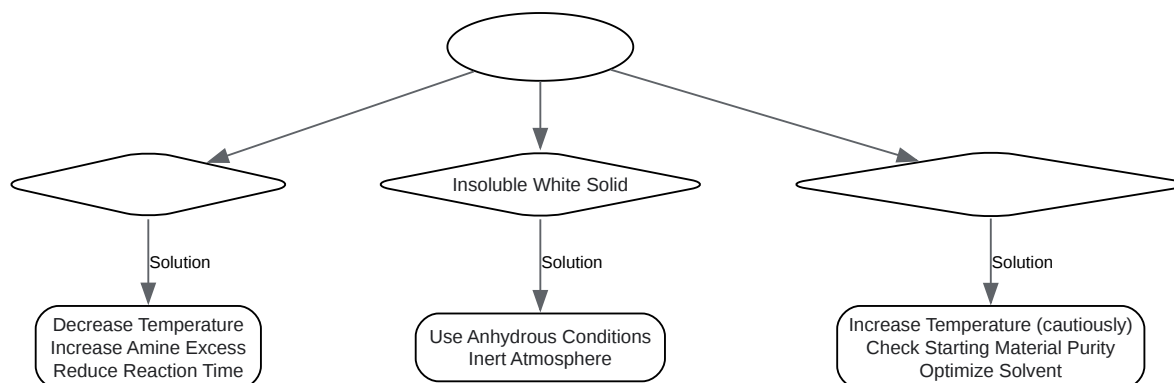 Insoluble White Solid
Solution
Solution
Solution
Decrease Temperature
Increase Amine Excess
Reduce Reaction Time
Use Anhydrous Conditions
Inert Atmosphere
Increase Temperature (cautiously)
Check Starting Material Purity
Optimize Solvent